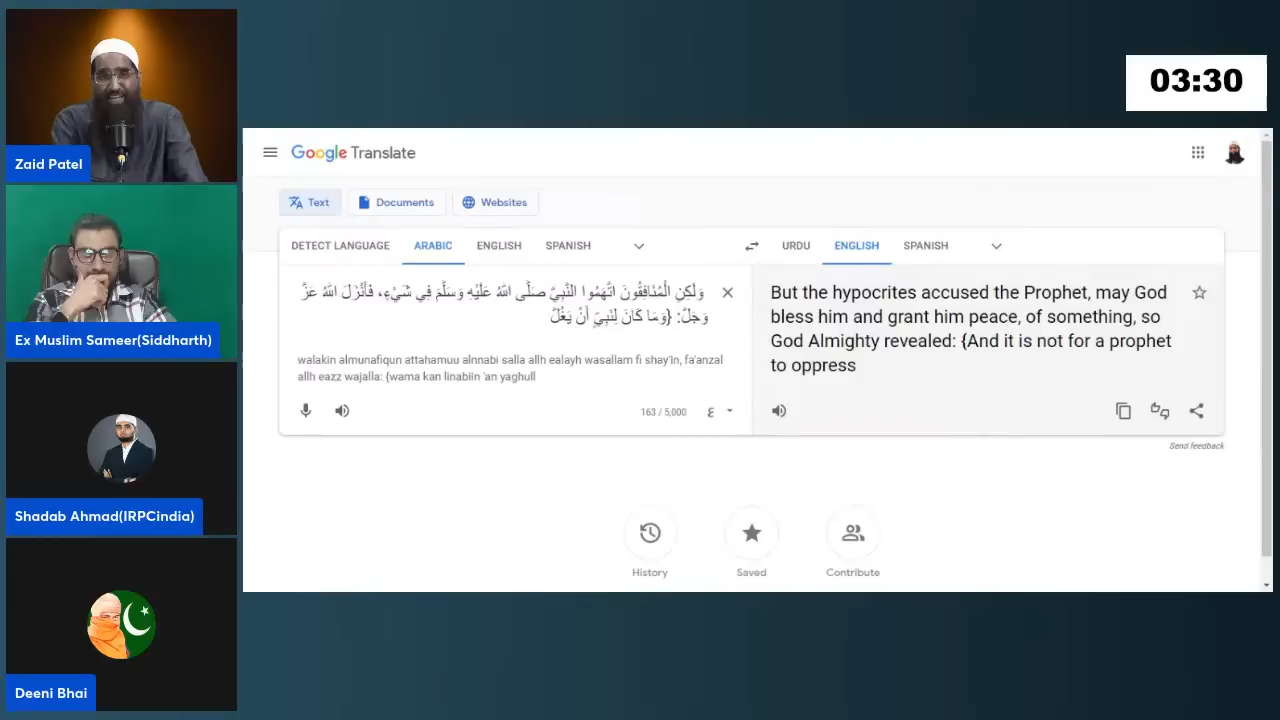 03:30
Zaid Patel
Ex Muslim Sameer(Siddharth)
Shadab Ahmad(IRPCindia)
Deeni Bhai
Google Translate
Text
Documents
Websites
DETECT LANGUAGE ARABIC ENGLISH SPANISH
URDU ENGLISH SPANISH
وَلَكِنِ الْمُنَافِقُونَ اتَّهَمُوا النَّبِيَّ صَلَّى اللهُ عَلَيْهِ وَسَلَّمَ فِي شَيْءٍ، فَأَنْزَلَ اللهُ عَزَّ
وَجَلَّ: {وَمَا كَانَ لِنَبِيٍّ أَنْ يَغُلَّ
walakin almunafiqun attahamuu alnnabi salla allh ealayh wasallam fi shay'in, fa'anzal
allh eazz wajalla: {wama kan linabiin 'an yaghull
163 / 5,000
ع
But the hypocrites accused the Prophet, may God
bless him and grant him peace, of something, so
God Almighty revealed: {And it is not for a prophet
to oppress
Send feedback
History
Saved
Contribute